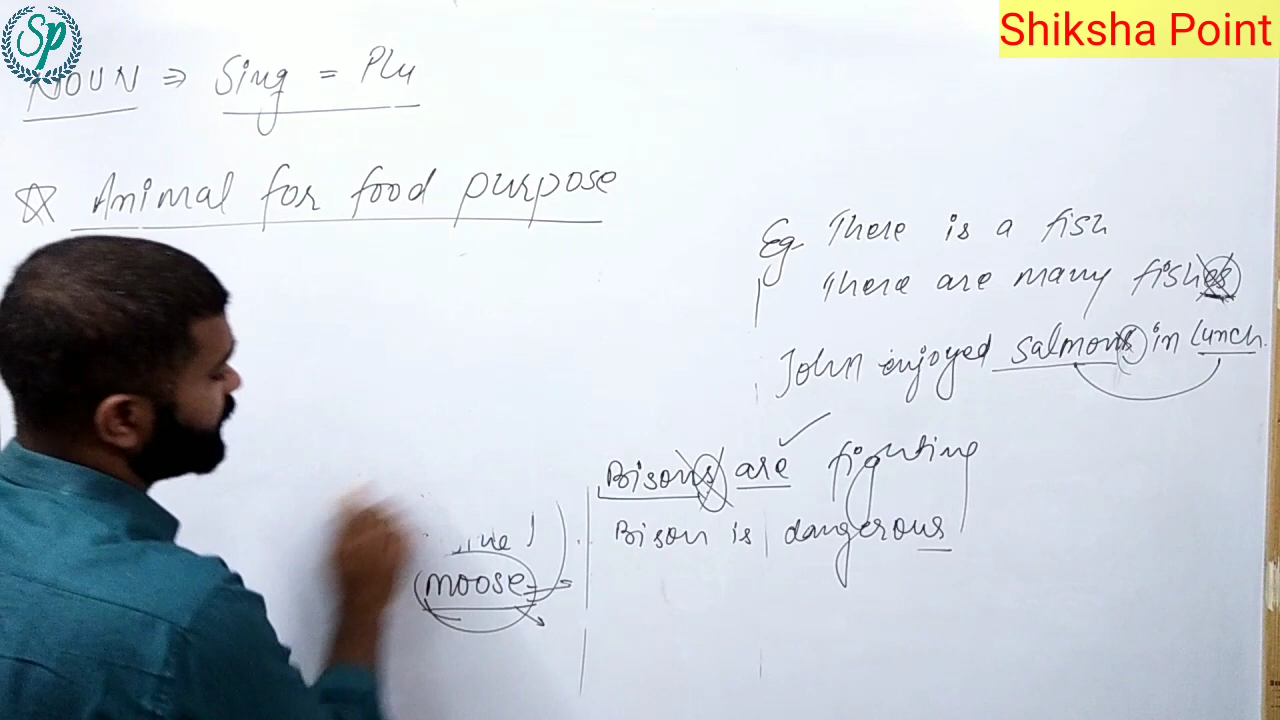 Sp
Shiksha Point
NOUN ⇒ Sing = Plu
☆ Animal for food purpose
Eg There is a fish
There are many fishes
John enjoyed salmons in lunch.
Bisons are ✓ fighting
Bison is dangerous
moose